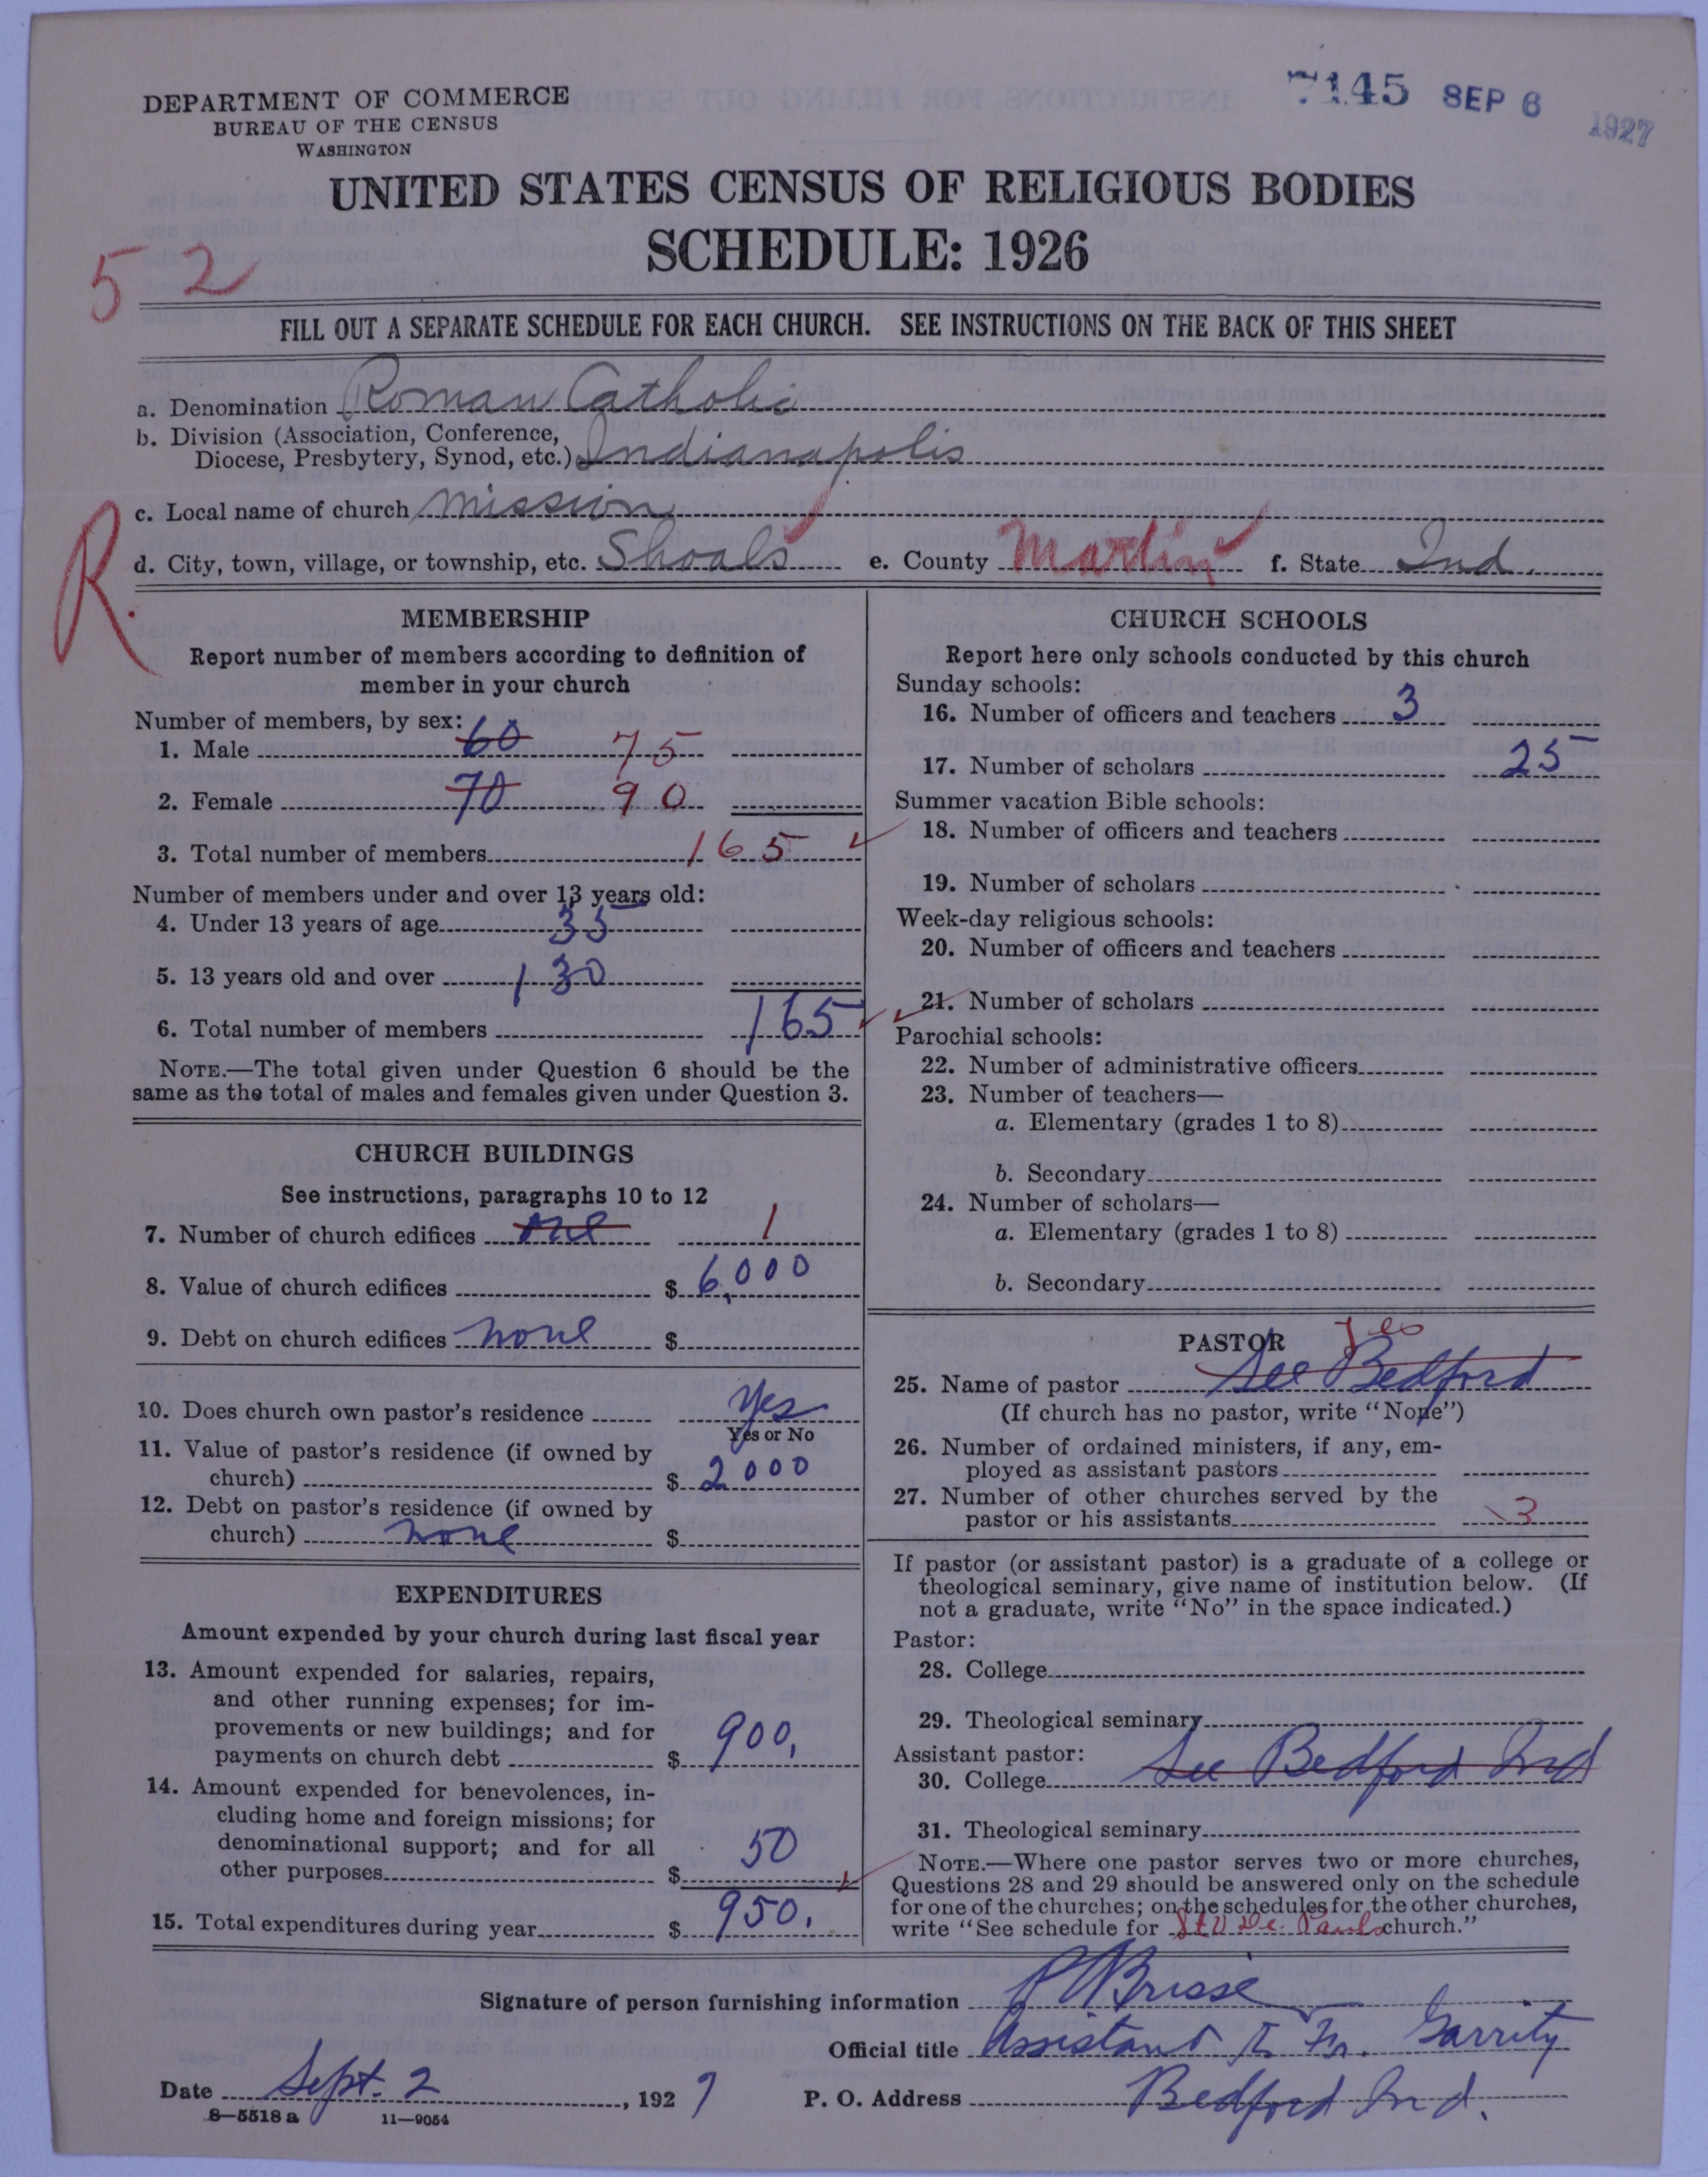 DEPARTMENT OF COMMERCE
BUREAU OF THE CENSUS
WASHINGTON
7145 SEP 6 1927
UNITED STATES CENSUS OF RELIGIOUS BODIES
SCHEDULE: 1926
52
FILL OUT A SEPARATE SCHEDULE FOR EACH CHURCH. SEE INSTRUCTIONS ON THE BACK OF THIS SHEET
a. Denomination Roman Catholic
b. Division (Association, Conference,
Diocese, Presbytery, Synod, etc.) Indianapolis
c. Local name of church mission
R.
d. City, town, village, or township, etc. Shoals e. County Martin f. State Ind.
MEMBERSHIP
Report number of members according to definition of
member in your church
Number of members, by sex:
1. Male 60 75
2. Female 70 90
3. Total number of members 165
Number of members under and over 13 years old:
4. Under 13 years of age 35
5. 13 years old and over 130
6. Total number of members 165
NOTE.—The total given under Question 6 should be the
same as the total of males and females given under Question 3.
CHURCH BUILDINGS
See instructions, paragraphs 10 to 12
7. Number of church edifices one 1
8. Value of church edifices $ 6,000
9. Debt on church edifices none $
10. Does church own pastor's residence yes
Yes or No
11. Value of pastor's residence (if owned by
church) $ 2000
12. Debt on pastor's residence (if owned by
church) none $
EXPENDITURES
Amount expended by your church during last fiscal year
13. Amount expended for salaries, repairs,
and other running expenses; for im-
provements or new buildings; and for
payments on church debt $ 900,
14. Amount expended for benevolences, in-
cluding home and foreign missions; for
denominational support; and for all
other purposes $ 50
15. Total expenditures during year $ 950.
CHURCH SCHOOLS
Report here only schools conducted by this church
Sunday schools:
16. Number of officers and teachers 3
17. Number of scholars 25
Summer vacation Bible schools:
18. Number of officers and teachers
19. Number of scholars
Week-day religious schools:
20. Number of officers and teachers
21. Number of scholars
Parochial schools:
22. Number of administrative officers
23. Number of teachers—
a. Elementary (grades 1 to 8)
b. Secondary
24. Number of scholars—
a. Elementary (grades 1 to 8)
b. Secondary
PASTOR yes
25. Name of pastor See Bedford
(If church has no pastor, write "None")
26. Number of ordained ministers, if any, em-
ployed as assistant pastors
27. Number of other churches served by the
pastor or his assistants 3
If pastor (or assistant pastor) is a graduate of a college or
theological seminary, give name of institution below. (If
not a graduate, write "No" in the space indicated.)
Pastor:
28. College
29. Theological seminary
Assistant pastor:
30. College See Bedford Ind
31. Theological seminary
NOTE.—Where one pastor serves two or more churches,
Questions 28 and 29 should be answered only on the schedule
for one of the churches; on the schedules for the other churches,
write "See schedule for St V De Pauls church."
Signature of person furnishing information Brissé
Official title Assistant to Fr. Garrity
Date Sept. 2, 1927 P. O. Address Bedford Ind.
8—5518 a 11—9054